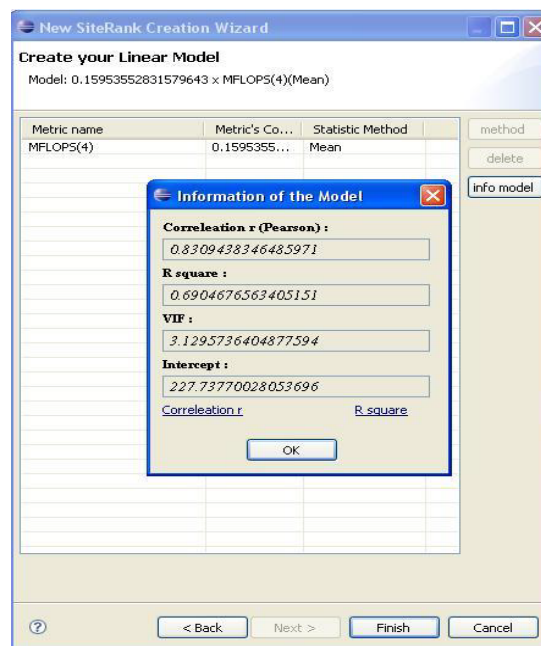 New SiteRank Creation Wizard
Create your Linear Model
Model: 0.15953552831579643 x MFLOPS(4)(Mean)
Metric name Metric's Co... Statistic Method method
MFLOPS(4) 0.1595355... Mean
delete
info model
Information of the Model
Correleation r (Pearson) :
0.8309438346485971
R square :
0.6904676563405151
VIF :
3.1295736404877594
Intercept :
227.73770028053696
Correleation r R square
OK
? < Back Next > Finish Cancel